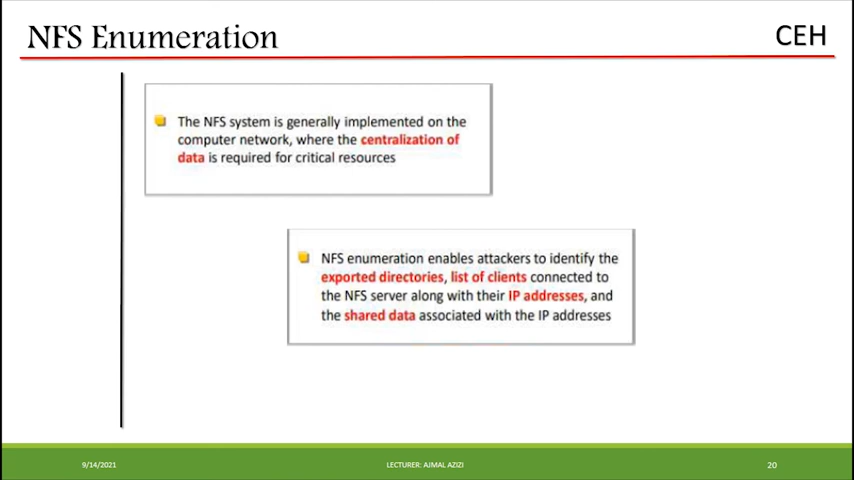 NFS Enumeration
CEH
The NFS system is generally implemented on the
computer network, where the centralization of
data is required for critical resources
NFS enumeration enables attackers to identify the
exported directories, list of clients connected to
the NFS server along with their IP addresses, and
the shared data associated with the IP addresses
9/14/2021
LECTURER: AJMAL AZIZI
20